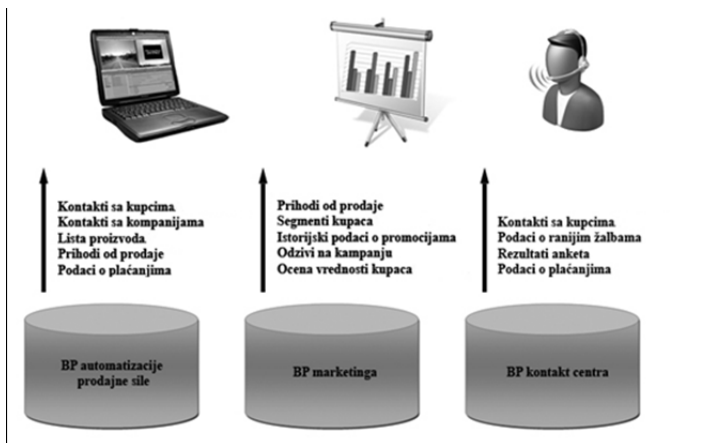 Kontakti sa kupcima
Kontakti sa kompanijama
Lista proizvoda
Prihodi od prodaje
Podaci o plaćanjima
Prihodi od prodaje
Segmenti kupaca
Istorijski podaci o promocijama
Odzivi na kampanju
Ocena vrednosti kupaca
Kontakti sa kupcima
Podaci o ranijim žalbama
Rezultati anketa
Podaci o plaćanjima
BP automatizacije
prodajne sile
BP marketinga
BP kontakt centra